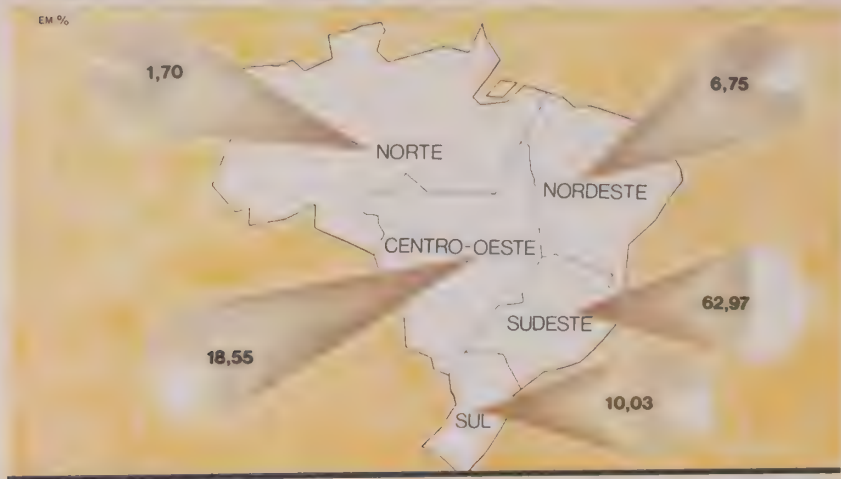 EM %
1,70
6,75
NORTE
NORDESTE
CENTRO-OESTE
62,97
SUDESTE
18,55
10,03
SUL